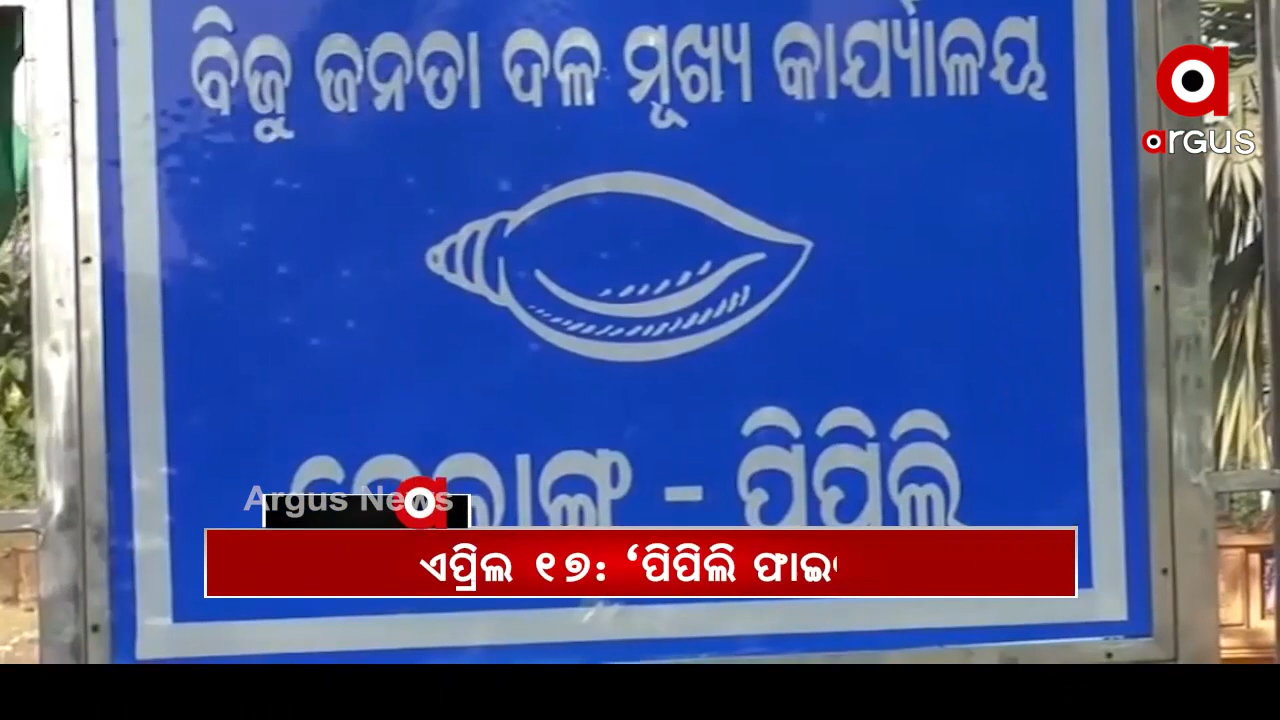 ବିଜୁ ଜନତା ଦଳ ମୂଖ୍ୟ କାର୍ଯ୍ୟାଳୟ
argus
- ପିପିଲି
Argus News
ଏପ୍ରିଲ ୧୭: ‘ପିପିଲି